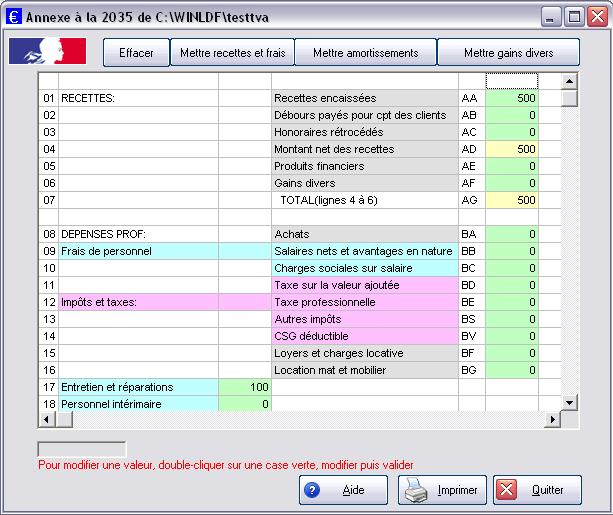 € Annexe à la 2035 de C:\WINLDF\testtva
Effacer Mettre recettes et frais Mettre amortissements Mettre gains divers
01 RECETTES: Recettes encaissées AA 500
02 Débours payés pour cpt des clients AB 0
03 Honoraires rétrocédés AC 0
04 Montant net des recettes AD 500
05 Produits financiers AE 0
06 Gains divers AF 0
07 TOTAL(lignes 4 à 6) AG 500
08 DEPENSES PROF: Achats BA 0
09 Frais de personnel Salaires nets et avantages en nature BB 0
10 Charges sociales sur salaire BC 0
11 Taxe sur la valeur ajoutée BD 0
12 Impôts et taxes: Taxe professionnelle BE 0
13 Autres impôts BS 0
14 CSG déductible BV 0
15 Loyers et charges locative BF 0
16 Location mat et mobilier BG 0
17 Entretien et réparations 100
18 Personnel intérimaire 0
Pour modifier une valeur, double-cliquer sur une case verte, modifier puis valider
? Aide Imprimer Quitter